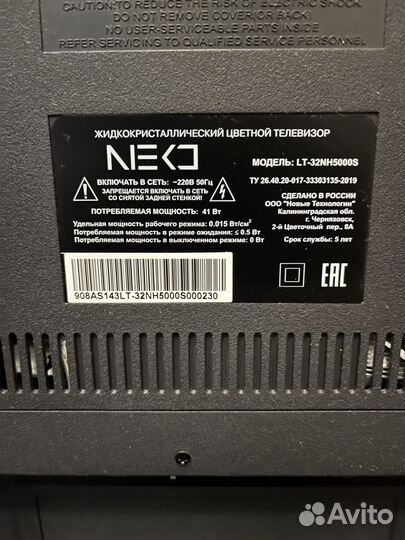 CAUTION: TO REDUCE THE RISK OF ELECTRIC SHOCK.
DO NOT REMOVE COVER/(OR BACK)
NO USER-SERVICEABLE PARTS INSIDE
REFER SERVICING TO QUALIFIED SERVICE PERSONNEL.
ЖИДКОКРИСТАЛЛИЧЕСКИЙ ЦВЕТНОЙ ТЕЛЕВИЗОР
NEKO
МОДЕЛЬ: LT-32NH5000S
ТУ 26.40.20-017-33303135-2019
ВКЛЮЧАТЬ В СЕТЬ: ~220В 50Гц
ЗАПРЕЩАЕТСЯ ВКЛЮЧАТЬ В СЕТЬ
СО СНЯТОЙ ЗАДНЕЙ СТЕНКОЙ!
ПОТРЕБЛЯЕМАЯ МОЩНОСТЬ: 41 Вт
Удельная мощность рабочего режима: 0.015 Вт/см²
Потребляемая мощность в режиме ожидания: ≤ 0.5 Вт
Потребляемая мощность в выключенном режиме: 0 Вт
СДЕЛАНО В РОССИИ
ООО "Новые Технологии"
Калининградская обл.
г. Черняховск,
2-й Цветочный пер., 8А
Срок службы: 5 лет
EAC
908AS143LT-32NH5000S000230
Avito